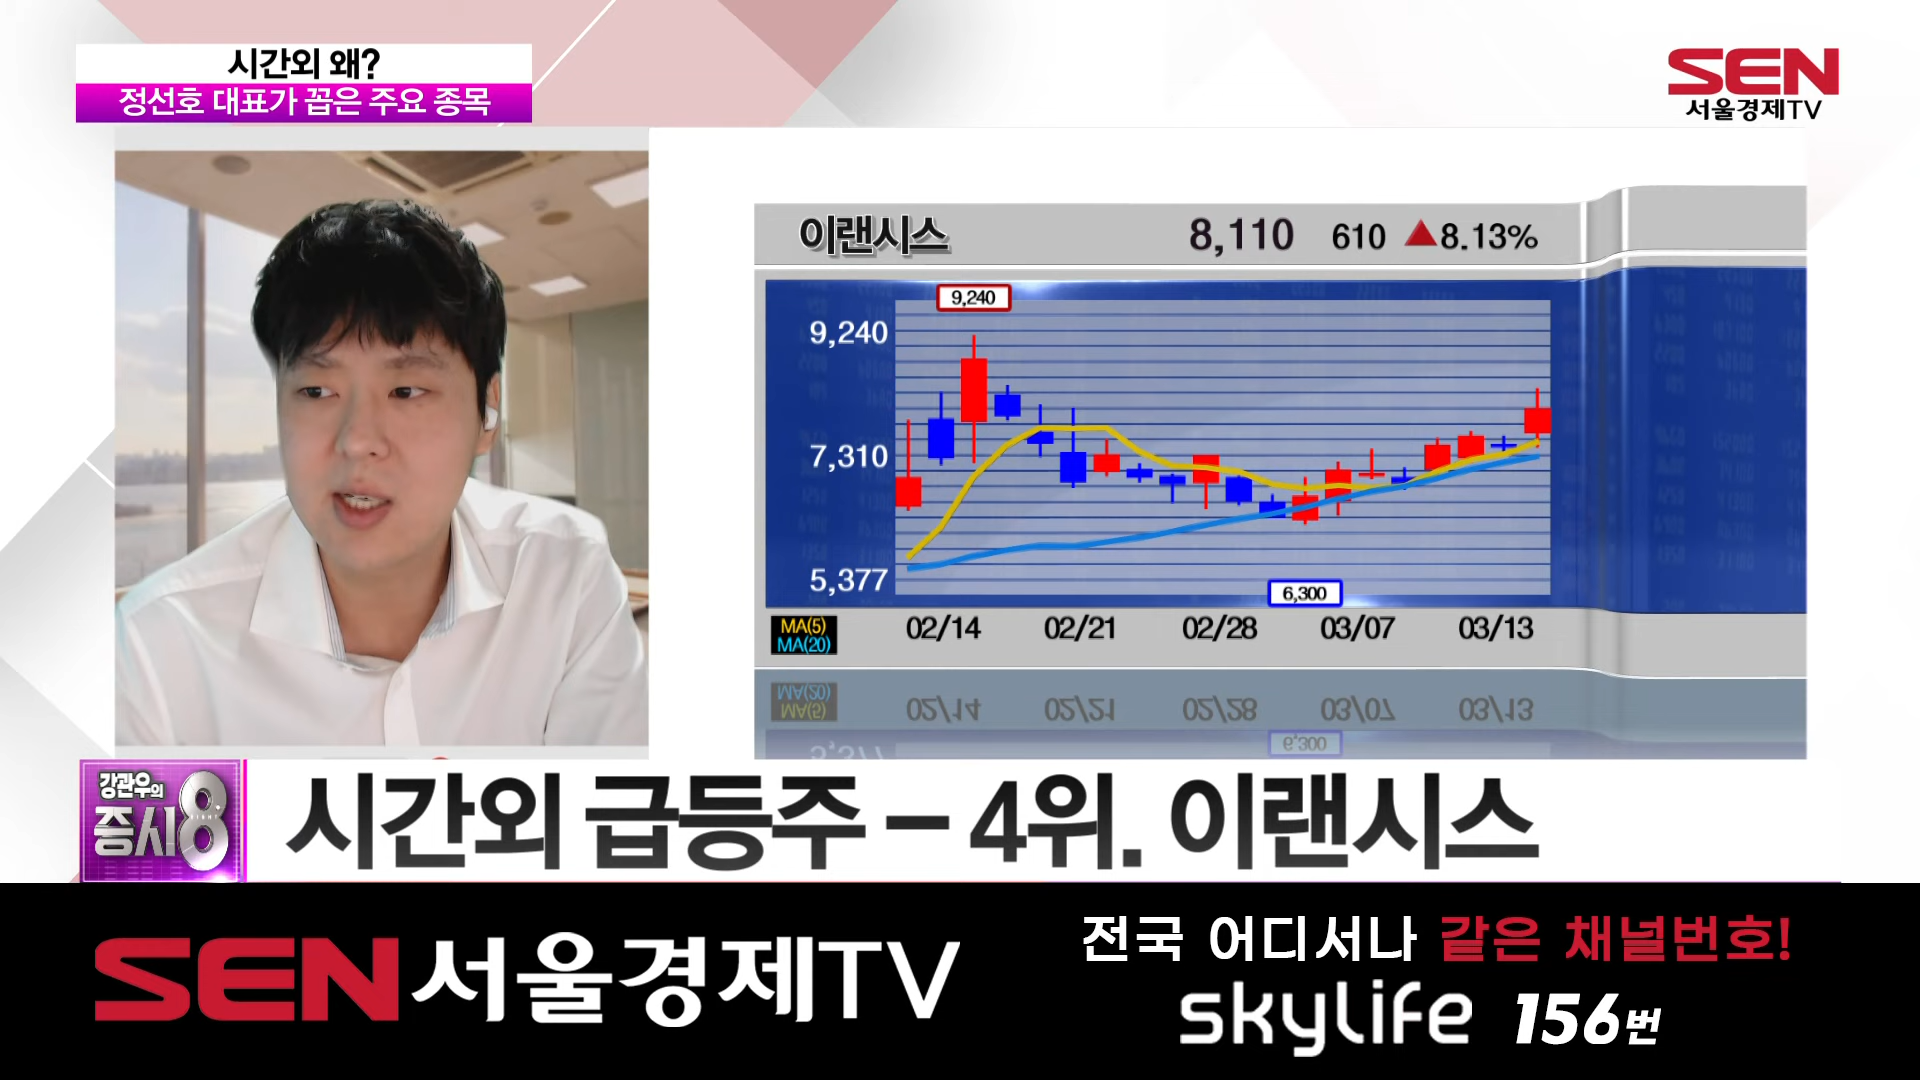 시간외 왜?
정선호 대표가 꼽은 주요 종목
SEN
서울경제TV
이랜시스 8,110 610 ▲8.13%
9,240
9,240
7,310
5,377
6,300
MA(5)
MA(20)
02/14 02/21 02/28 03/07 03/13
강관우의
증시8
EIGHT
시간외 급등주 – 4위. 이랜시스
SEN서울경제TV
전국 어디서나 같은 채널번호!
skylife 156번